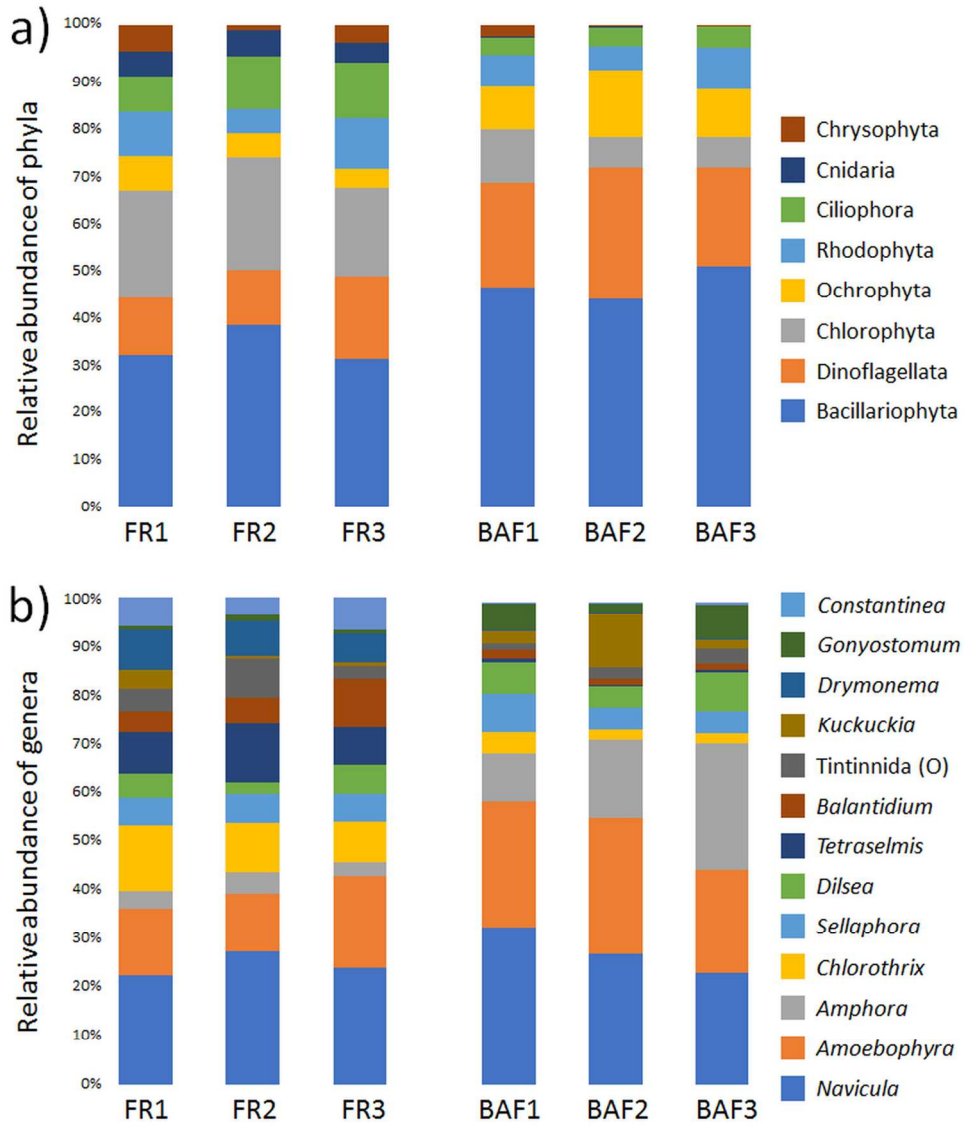 a)
Relative abundance of phyla
100%
90%
80%
70%
60%
50%
40%
30%
20%
10%
0%
FR1 FR2 FR3 BAF1 BAF2 BAF3
Chrysophyta
Cnidaria
Ciliophora
Rhodophyta
Ochrophyta
Chlorophyta
Dinoflagellata
Bacillariophyta
b)
Relative abundance of genera
100%
90%
80%
70%
60%
50%
40%
30%
20%
10%
0%
FR1 FR2 FR3 BAF1 BAF2 BAF3
Constantinea
Gonyostomum
Drymonema
Kuckuckia
Tintinnida (O)
Balantidium
Tetraselmis
Dilsea
Sellaphora
Chlorothrix
Amphora
Amoebophyra
Navicula